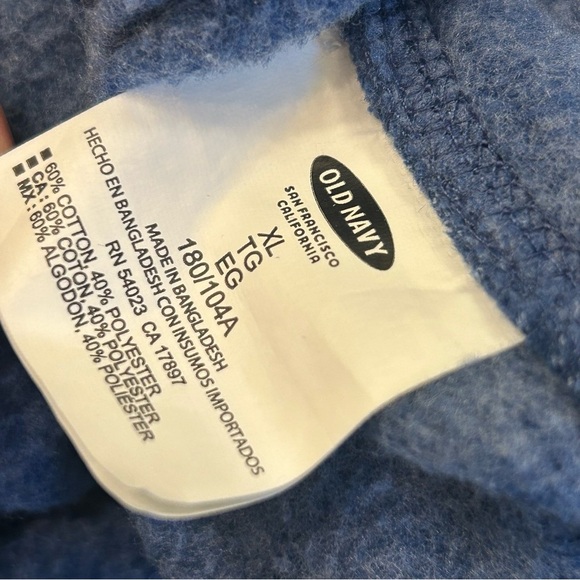 OLD NAVY
SAN FRANCISCO
CALIFORNIA
XL
TG
EG
180/104A
MADE IN BANGLADESH
HECHO EN BANGLADESH CON INSUMOS IMPORTADOS
RN 54023 CA 17897
60% COTTON, 40% POLYESTER
CA: 60% COTON, 40% POLYESTER
MX: 60% ALGODON, 40% POLIESTER